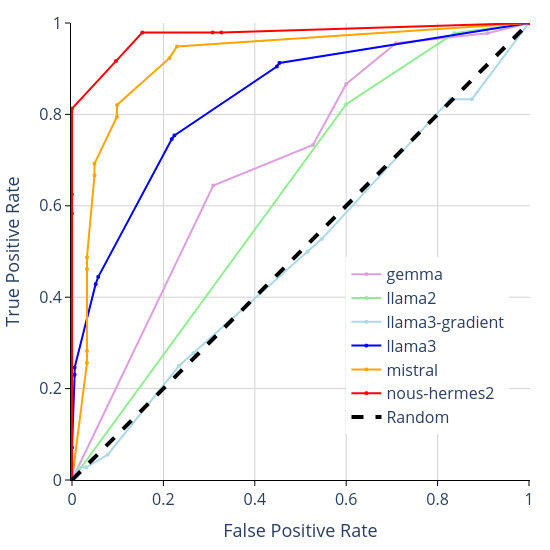 1
0.8
0.6
0.4
0.2
0
0
0.2
0.4
0.6
0.8
1
True Positive Rate
False Positive Rate
gemma
llama2
llama3-gradient
llama3
mistral
nous-hermes2
Random